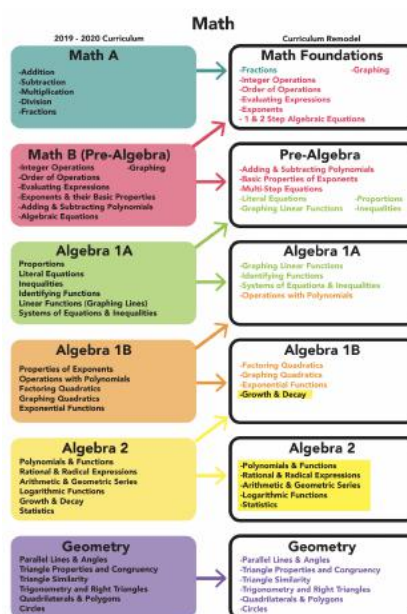 Math
2019 - 2020 Curriculum
Curriculum Remodel
Math A
-Addition
-Subtraction
-Multiplication
-Division
-Fractions
Math Foundations
-Fractions -Graphing
-Integer Operations
-Order of Operations
-Evaluating Expressions
-Exponents
- 1 & 2 Step Algebraic Equations
Math B (Pre-Algebra)
-Integer Operations -Graphing
-Order of Operations
-Evaluating Expressions
-Exponents & their Basic Properties
-Adding & Subtracting Polynomials
-Algebraic Equations
Pre-Algebra
-Adding & Subtracting Polynomials
-Basic Properties of Exponents
-Multi-Step Equations
-Literal Equations -Proportions
-Graphing Linear Functions -Inequalities
Algebra 1A
Proportions
Literal Equations
Inequalities
Identifying Functions
Linear Functions (Graphing Lines)
Systems of Equations & Inequalities
Algebra 1A
-Graphing Linear Functions
-Identifying Functions
-Systems of Equations & Inequalities
-Operations with Polynomials
Algebra 1B
Properties of Exponents
Operations with Polynomials
Factoring Quadratics
Graphing Quadratics
Exponential Functions
Algebra 1B
-Factoring Quadratics
-Graphing Quadratics
-Exponential Functions
-Growth & Decay
Algebra 2
Polynomials & Functions
Rational & Radical Expressions
Arithmetic & Geometric Series
Logarithmic Functions
Growth & Decay
Statistics
Algebra 2
-Polynomials & Functions
-Rational & Radical Expressions
-Arithmetic & Geometric Series
-Logarithmic Functions
-Statistics
Geometry
Parallel Lines & Angles
Triangle Properties and Congruency
Triangle Similarity
Trigonometry and Right Triangles
Quadrilaterals & Polygons
Circles
Geometry
-Parallel Lines & Angles
-Triangle Properties and Congruency
-Triangle Similarity
-Trigonometry and Right Triangles
-Quadrilaterals & Polygons
-Circles